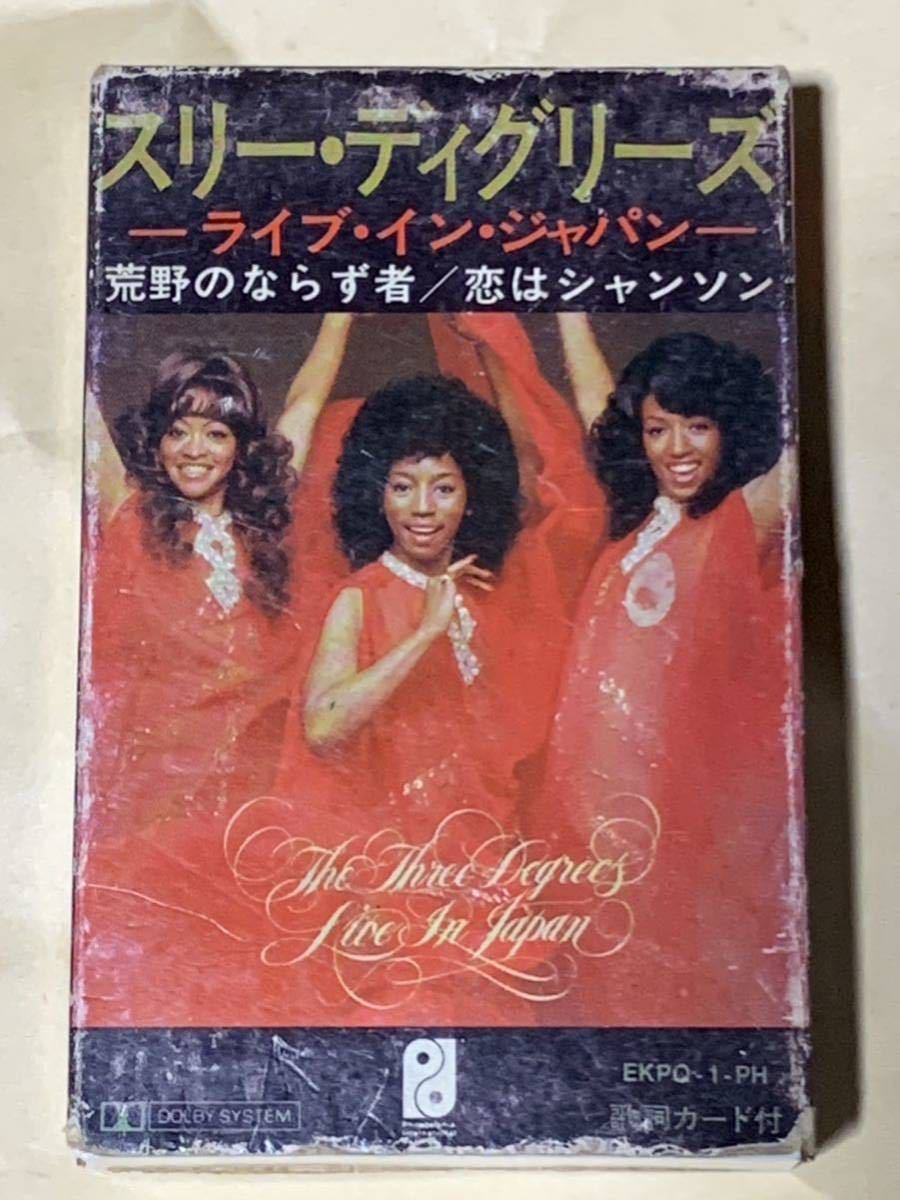 スリー・ディグリーズ
ーライブ・イン・ジャパンー
荒野のならず者／恋はシャンソン
The Three Degrees
Live In Japan
EKPQ-1-PH
DOLBY SYSTEM
Philadelphia
International
歌詞カード付